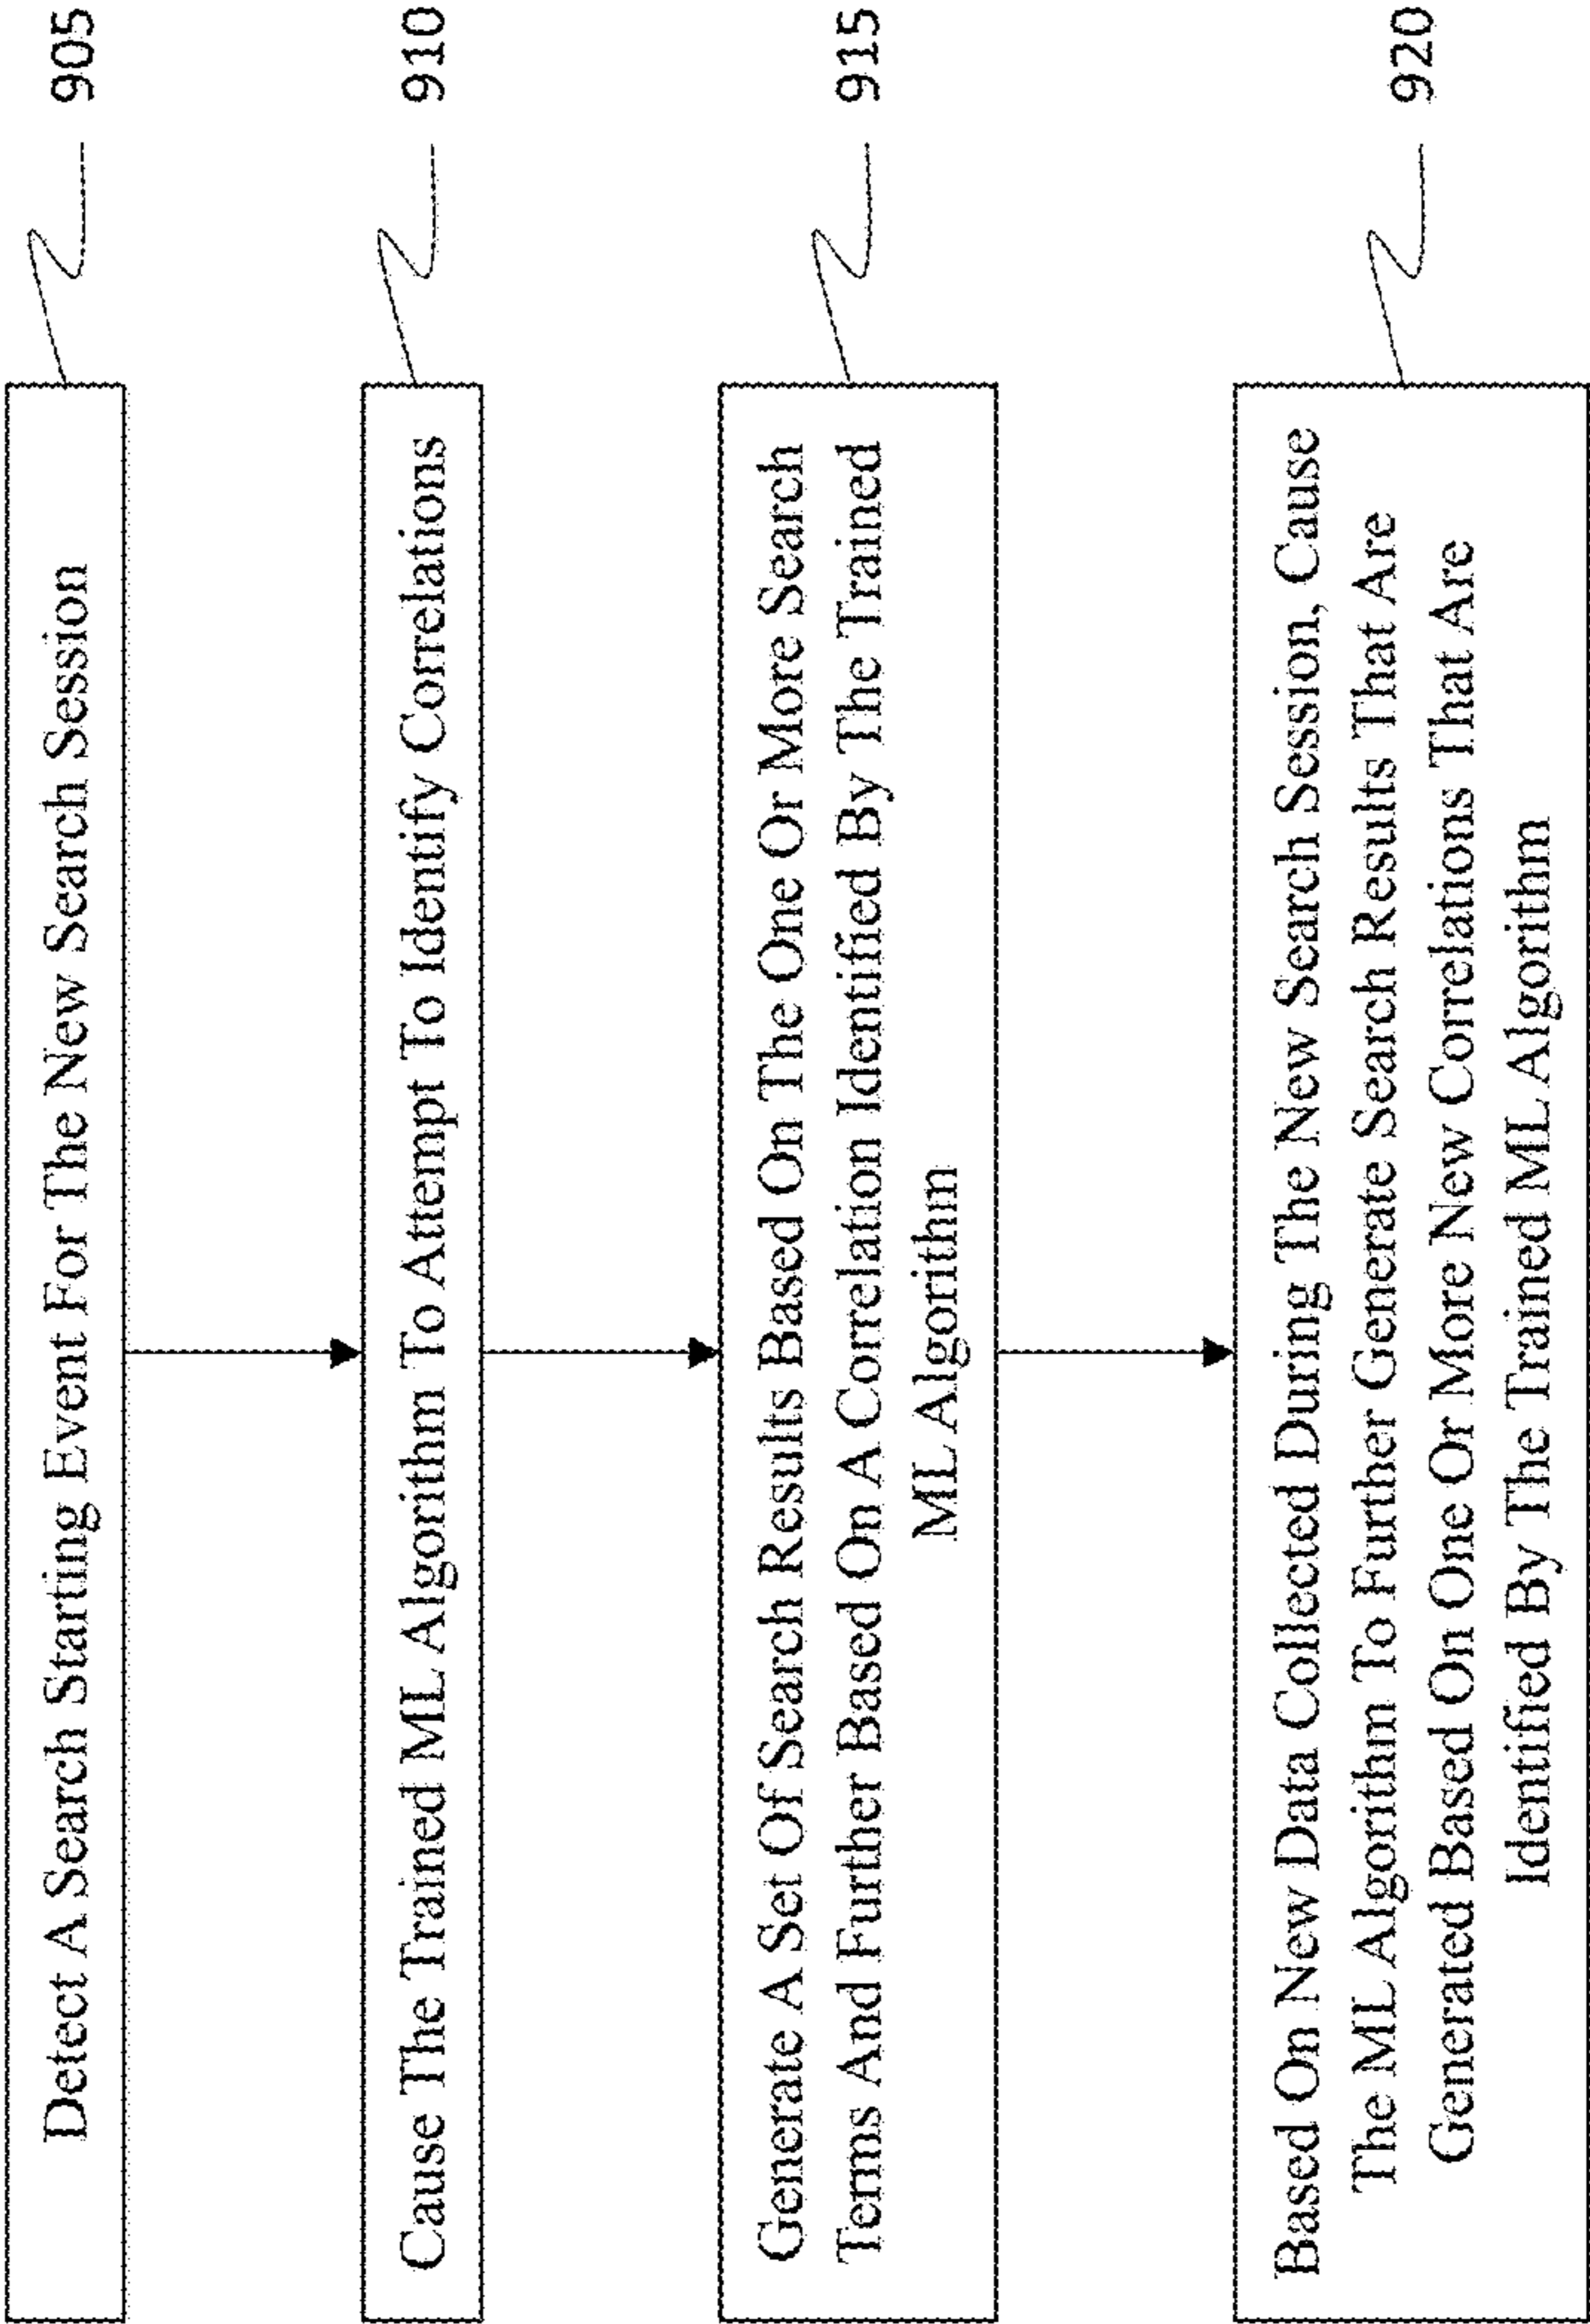 Detect A Search Starting Event For The New Search Session
905
Cause The Trained ML Algorithm To Attempt To Identify Correlations
910
Generate A Set Of Search Results Based On The One Or More Search
Terms And Further Based On A Correlation Identified By The Trained
ML Algorithm
915
Based On New Data Collected During The New Search Session, Cause
The ML Algorithm To Further Generate Search Results That Are
Generated Based On One Or More New Correlations That Are
Identified By The Trained ML Algorithm
920